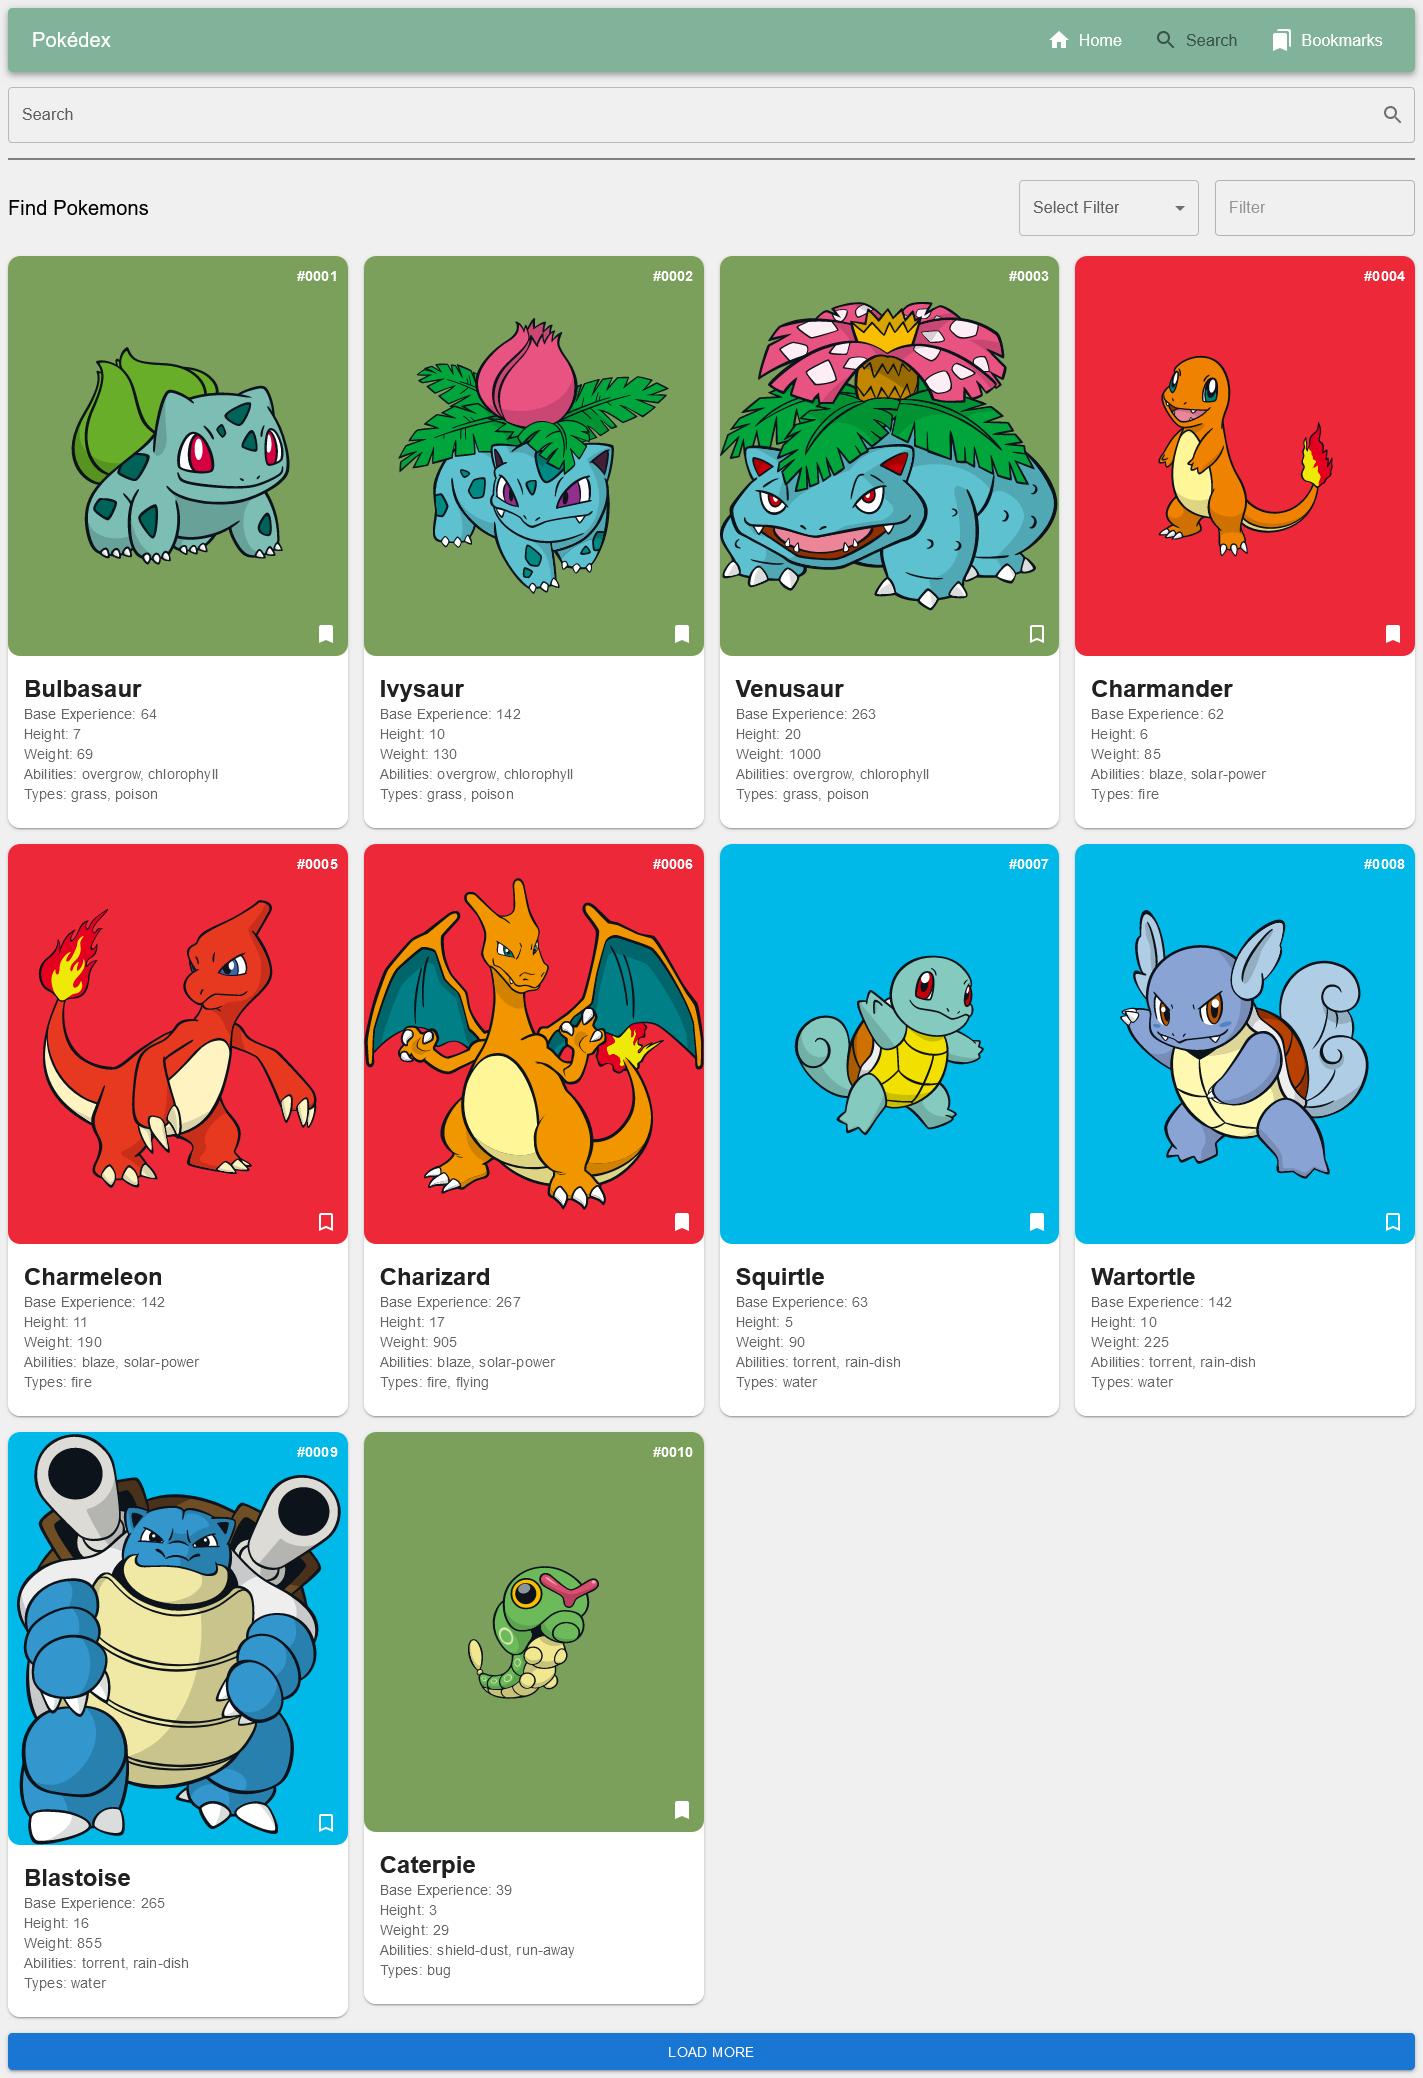 Pokédex
Home
Search
Bookmarks
Search
Find Pokemons
Select Filter
Filter
#0001
Bulbasaur
Base Experience: 64
Height: 7
Weight: 69
Abilities: overgrow, chlorophyll
Types: grass, poison
#0002
Ivysaur
Base Experience: 142
Height: 10
Weight: 130
Abilities: overgrow, chlorophyll
Types: grass, poison
#0003
Venusaur
Base Experience: 263
Height: 20
Weight: 1000
Abilities: overgrow, chlorophyll
Types: grass, poison
#0004
Charmander
Base Experience: 62
Height: 6
Weight: 85
Abilities: blaze, solar-power
Types: fire
#0005
Charmeleon
Base Experience: 142
Height: 11
Weight: 190
Abilities: blaze, solar-power
Types: fire
#0006
Charizard
Base Experience: 267
Height: 17
Weight: 905
Abilities: blaze, solar-power
Types: fire, flying
#0007
Squirtle
Base Experience: 63
Height: 5
Weight: 90
Abilities: torrent, rain-dish
Types: water
#0008
Wartortle
Base Experience: 142
Height: 10
Weight: 225
Abilities: torrent, rain-dish
Types: water
#0009
Blastoise
Base Experience: 265
Height: 16
Weight: 855
Abilities: torrent, rain-dish
Types: water
#0010
Caterpie
Base Experience: 39
Height: 3
Weight: 29
Abilities: shield-dust, run-away
Types: bug
LOAD MORE